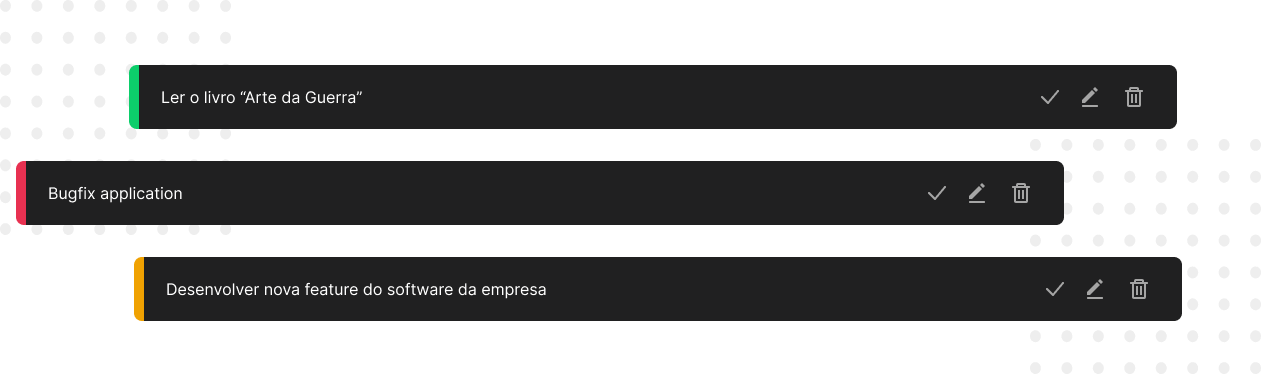 Ler o livro “Arte da Guerra”
Bugfix application
Desenvolver nova feature do software da empresa